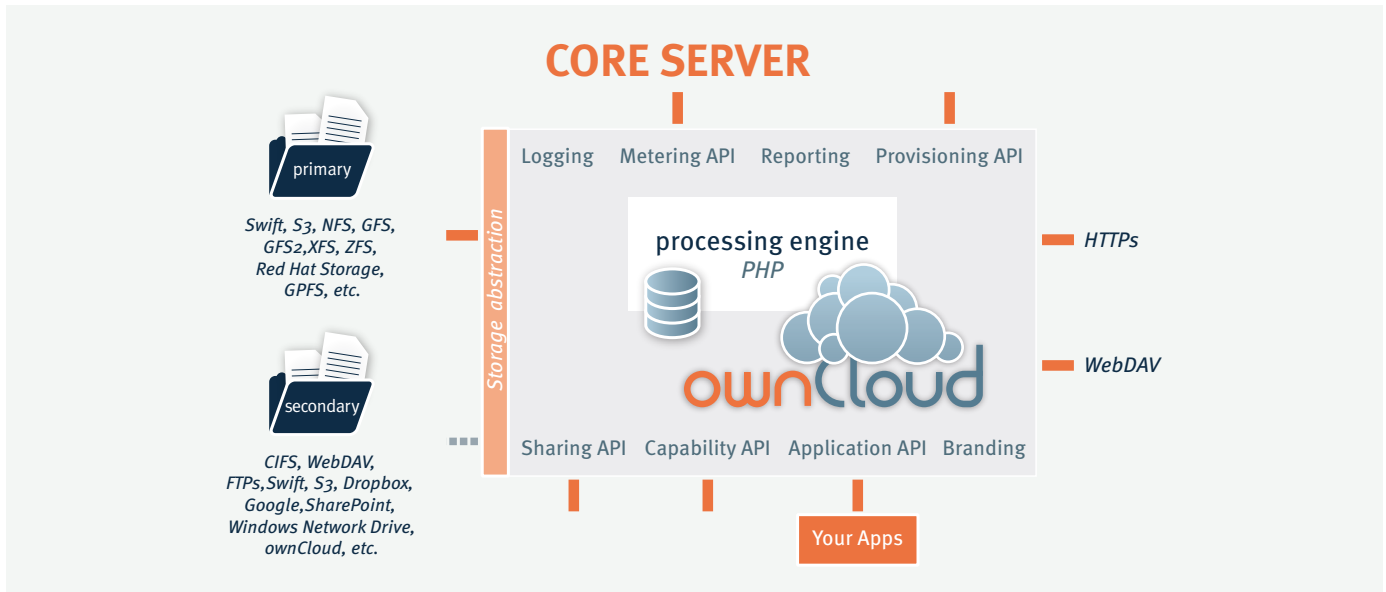 CORE SERVER
primary
Swift, S3, NFS, GFS,
GFS2,XFS, ZFS,
Red Hat Storage,
GPFS, etc.
secondary
CIFS, WebDAV,
FTPs,Swift, S3, Dropbox,
Google,SharePoint,
Windows Network Drive,
ownCloud, etc.
Storage abstraction
Logging Metering API Reporting Provisioning API
processing engine
PHP
ownCloud
Sharing API Capability API Application API Branding
Your Apps
HTTPs
WebDAV